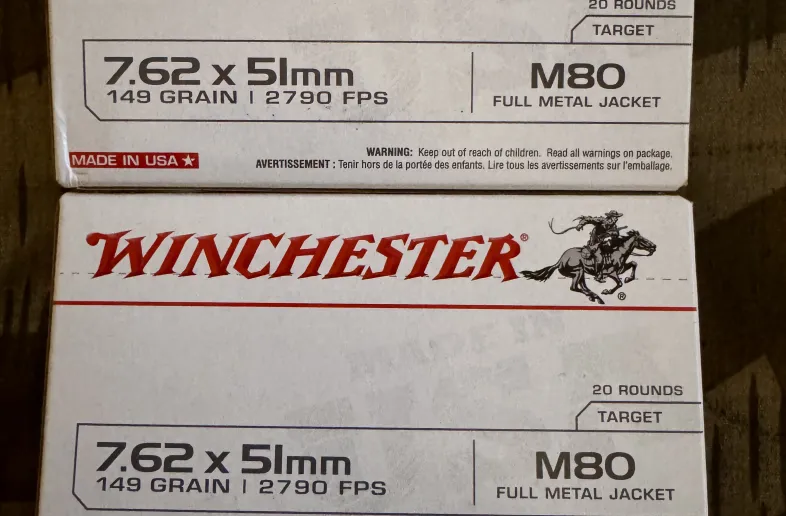 20 ROUNDS
TARGET
7.62 x 51mm
149 GRAIN | 2790 FPS
M80
FULL METAL JACKET
MADE IN USA ★
WARNING: Keep out of reach of children. Read all warnings on package.
AVERTISSEMENT : Tenir hors de la portée des enfants. Lire tous les avertissements sur l'emballage.
WINCHESTER®
®
20 ROUNDS
TARGET
7.62 x 51mm
149 GRAIN | 2790 FPS
M80
FULL METAL JACKET